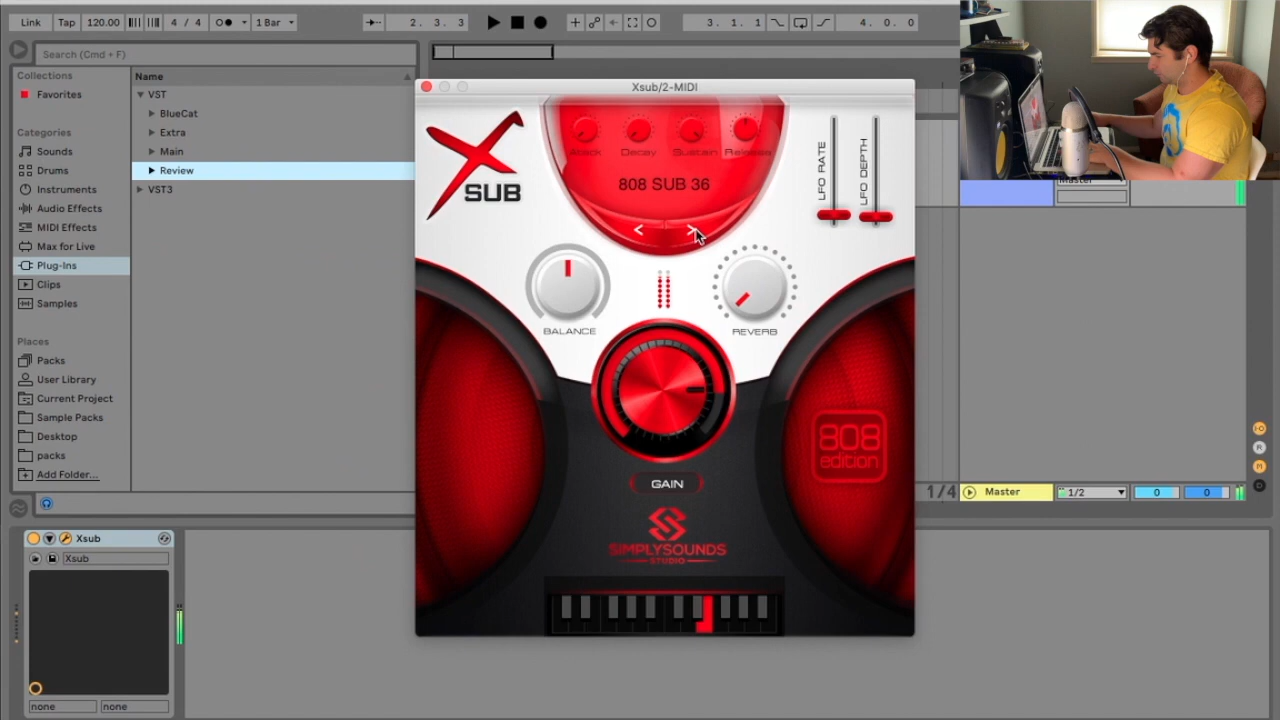 Link Tap 120.00 4 / 4 1 Bar 2. 3. 3 3. 1. 1 4. 0. 0
Search (Cmd + F)
Collections
Favorites
Categories
Sounds
Drums
Instruments
Audio Effects
MIDI Effects
Max for Live
Plug-Ins
Clips
Samples
Places
Packs
User Library
Current Project
Sample Packs
Desktop
packs
Add Folder...
Name
VST
BlueCat
Extra
Main
Review
VST3
Xsub/2-MIDI
X SUB
Attack Decay Sustain Release
808 SUB 36
< >
LFO RATE
LFO DEPTH
BALANCE
REVERB
808
edition
GAIN
SIMPLYSOUNDS
STUDIO
Master
1/4
Master 1/2 0 0
I-O
R
M
D
Xsub
Xsub
none none